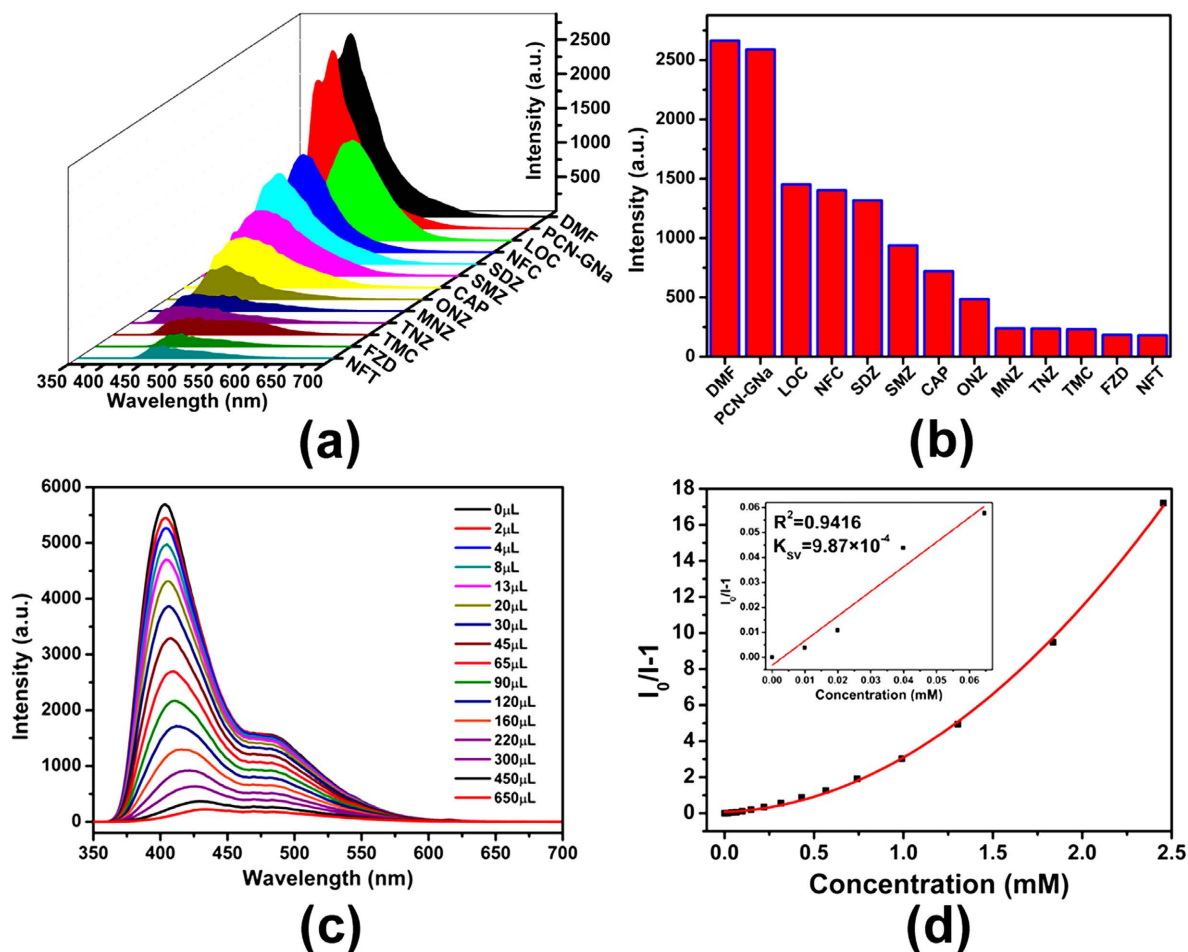 2500
2000
1500
1000
500
Intensity (a.u.)
DMF
PCN-GNa
LOC
NFC
SDZ
SMZ
CAP
ONZ
MNZ
TNZ
TMC
FZD
NFT
350 400 450 500 550 600 650 700
Wavelength (nm)
(a)
Intensity (a.u.)
2500
2000
1500
1000
500
0
DMF PCN-GNa LOC NFC SDZ SMZ CAP ONZ MNZ TNZ TMC FZD NFT
(b)
Intensity (a.u.)
6000
5000
4000
3000
2000
1000
0
0μL
2μL
4μL
8μL
13μL
20μL
30μL
45μL
65μL
90μL
120μL
160μL
220μL
300μL
450μL
650μL
350 400 450 500 550 600 650 700
Wavelength (nm)
(c)
I0/I-1
18
16
14
12
10
8
6
4
2
0
R2=0.9416
KSV=9.87×10-4
I0/I-1
0.06
0.05
0.04
0.03
0.02
0.01
0.00
0.00 0.01 0.02 0.03 0.04 0.05 0.06
Concentration (mM)
0.0 0.5 1.0 1.5 2.0 2.5
Concentration (mM)
(d)